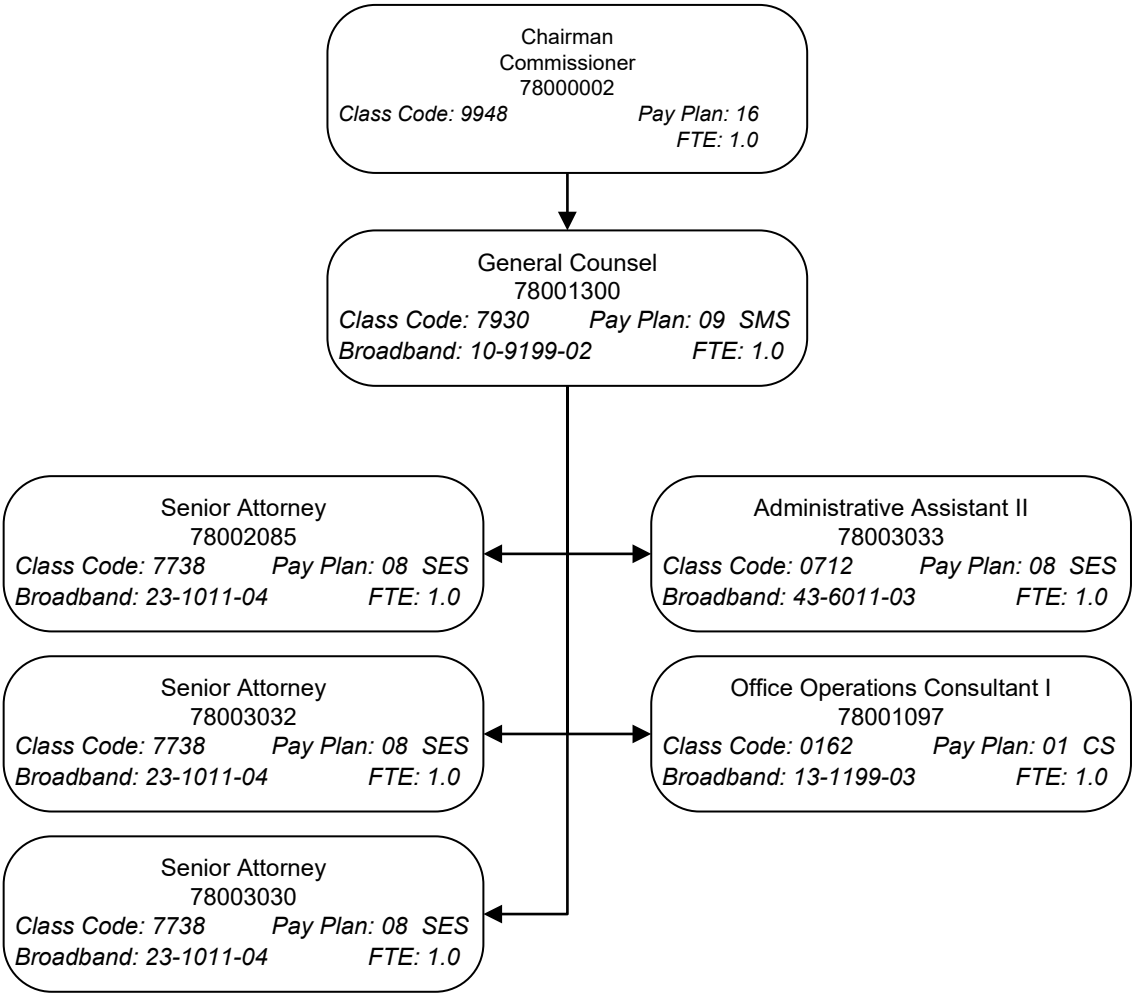 Chairman
Commissioner
78000002
Class Code: 9948 Pay Plan: 16
FTE: 1.0
General Counsel
78001300
Class Code: 7930 Pay Plan: 09 SMS
Broadband: 10-9199-02 FTE: 1.0
Senior Attorney
78002085
Class Code: 7738 Pay Plan: 08 SES
Broadband: 23-1011-04 FTE: 1.0
Administrative Assistant II
78003033
Class Code: 0712 Pay Plan: 08 SES
Broadband: 43-6011-03 FTE: 1.0
Senior Attorney
78003032
Class Code: 7738 Pay Plan: 08 SES
Broadband: 23-1011-04 FTE: 1.0
Office Operations Consultant I
78001097
Class Code: 0162 Pay Plan: 01 CS
Broadband: 13-1199-03 FTE: 1.0
Senior Attorney
78003030
Class Code: 7738 Pay Plan: 08 SES
Broadband: 23-1011-04 FTE: 1.0